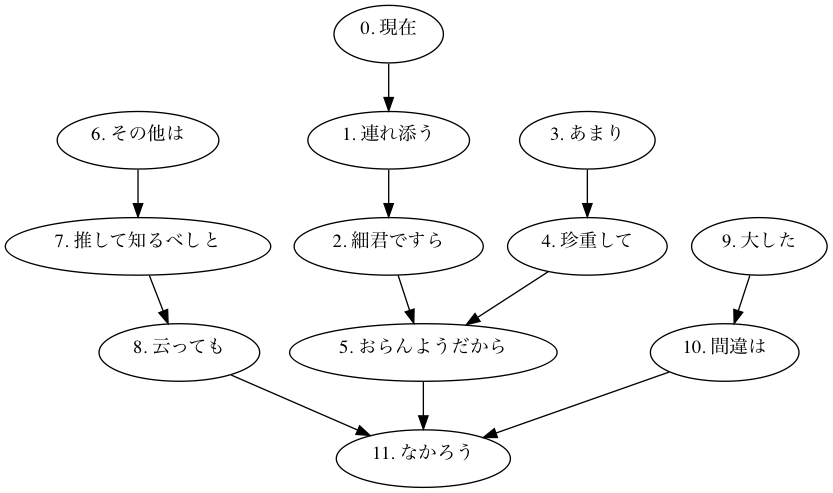 0. 現在
6. その他は
1. 連れ添う
3. あまり
7. 推して知るべしと
2. 細君ですら
4. 珍重して
9. 大した
8. 云っても
5. おらんようだから
10. 間違は
11. なかろう